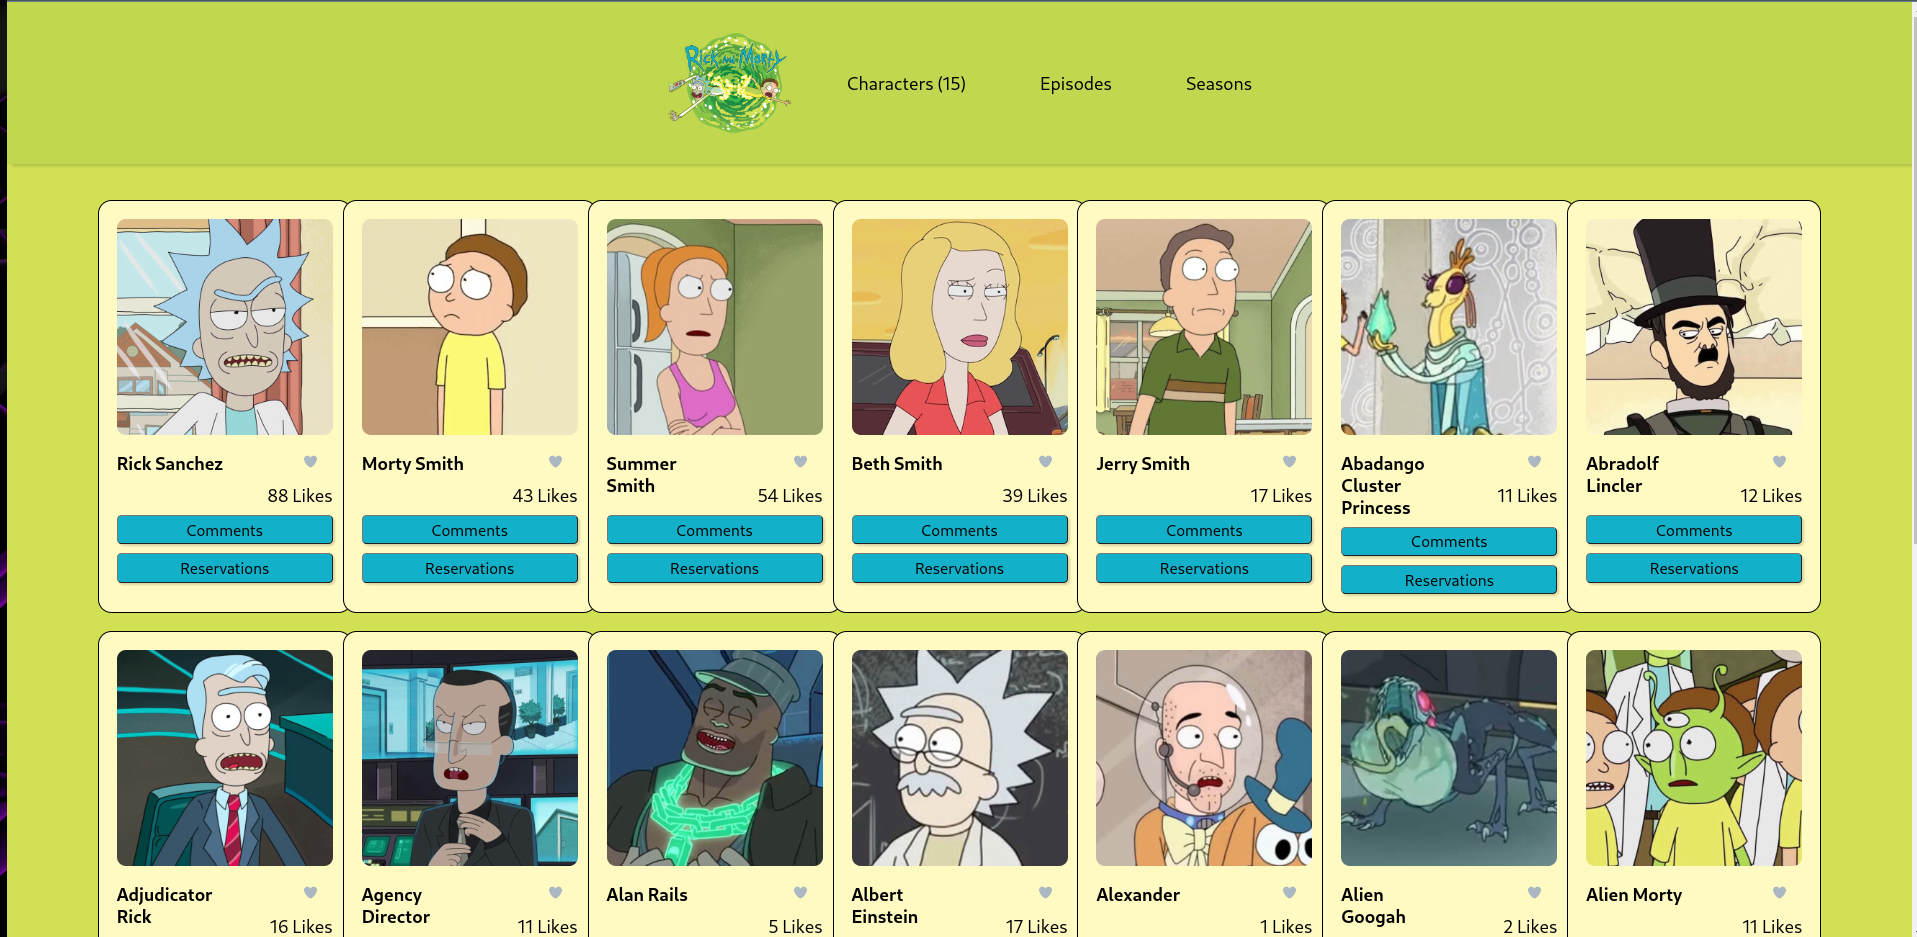 Rick and Morty
Characters (15)
Episodes
Seasons
Rick Sanchez
88 Likes
Comments
Reservations
Morty Smith
43 Likes
Comments
Reservations
Summer
Smith
54 Likes
Comments
Reservations
Beth Smith
39 Likes
Comments
Reservations
Jerry Smith
17 Likes
Comments
Reservations
Abadango
Cluster
Princess
11 Likes
Comments
Reservations
Abradolf
Lincler
12 Likes
Comments
Reservations
Adjudicator
Rick
16 Likes
Agency
Director
11 Likes
Alan Rails
5 Likes
Albert
Einstein
17 Likes
Alexander
1 Likes
Alien
Googah
2 Likes
Alien Morty
11 Likes